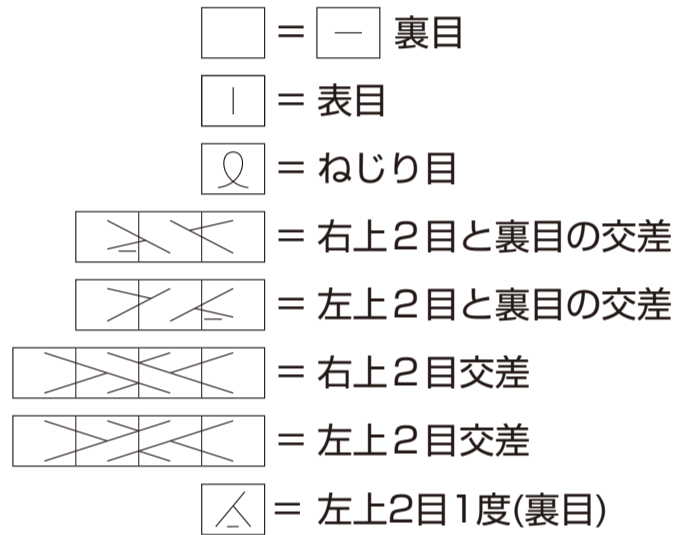 = 裏目
= 表目
= ねじり目
= 右上2目と裏目の交差
= 左上2目と裏目の交差
= 右上2目交差
= 左上2目交差
= 左上2目1度(裏目)